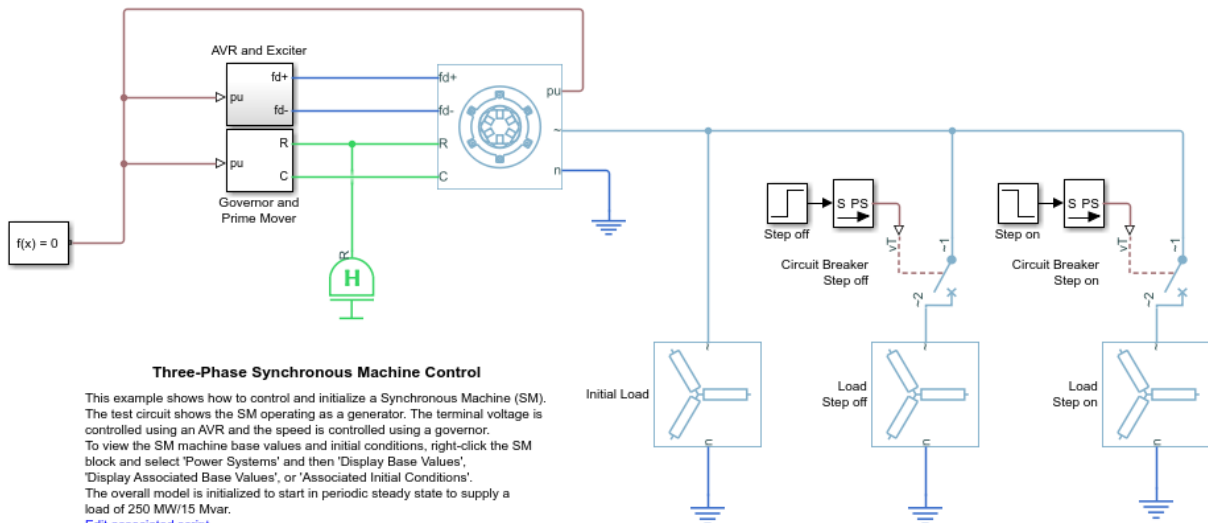 AVR and Exciter
pu
fd+
fd-
fd+
fd-
pu
~
n
pu
R
C
R
C
Governor and
Prime Mover
f(x) = 0
R
H
Step off
S PS
vT
~1
Circuit Breaker
Step off
~2
Step on
S PS
vT
~1
Circuit Breaker
Step on
~2
Initial Load
~
n
Load
Step off
~
n
Load
Step on
~
n
Three-Phase Synchronous Machine Control
This example shows how to control and initialize a Synchronous Machine (SM).
The test circuit shows the SM operating as a generator. The terminal voltage is
controlled using an AVR and the speed is controlled using a governor.
To view the SM machine base values and initial conditions, right-click the SM
block and select 'Power Systems' and then 'Display Base Values',
'Display Associated Base Values', or 'Associated Initial Conditions'.
The overall model is initialized to start in periodic steady state to supply a
load of 250 MW/15 Mvar.
Edit associated script